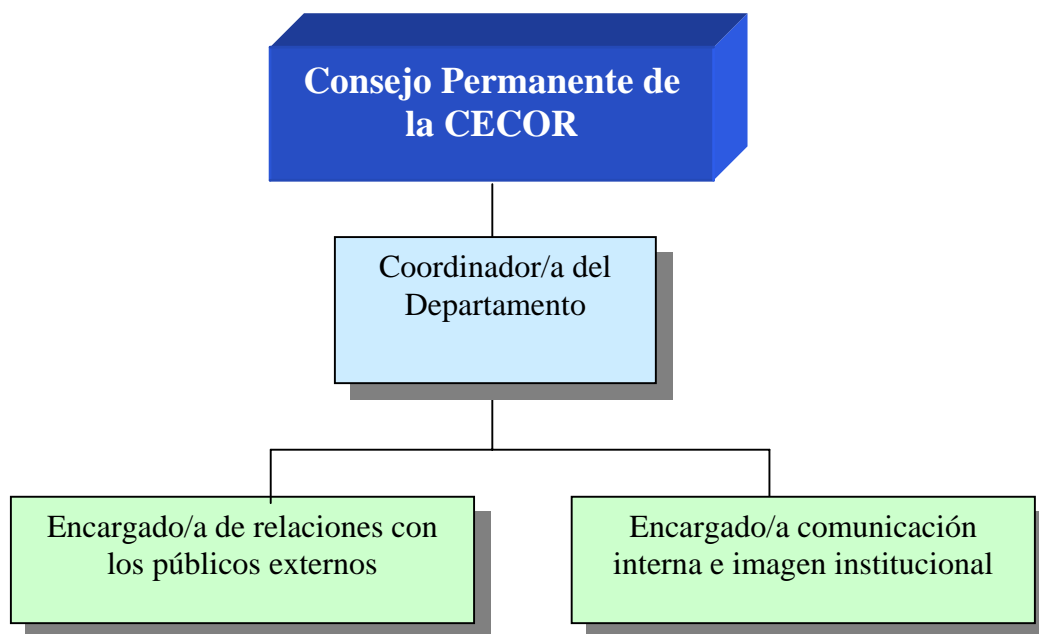 Consejo Permanente de
la CECOR
Coordinador/a del
Departamento
Encargado/a de relaciones con
los públicos externos
Encargado/a comunicación
interna e imagen institucional